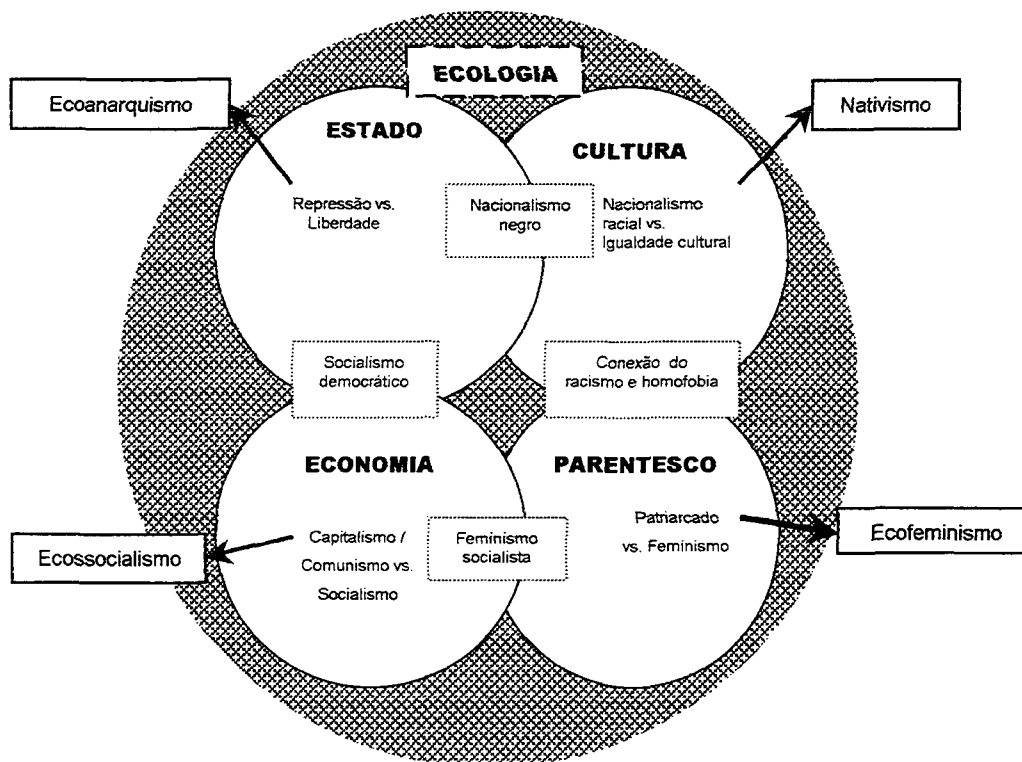 ECOLOGIA
Ecoanarquismo
Nativismo
ESTADO
CULTURA
Repressão vs.
Liberdade
Nacionalismo
negro
Nacionalismo
racial vs.
Igualdade cultural
Socialismo
democrático
Conexão do
racismo e homofobia
ECONOMIA
PARENTESCO
Capitalismo /
Comunismo vs.
Socialismo
Feminismo
socialista
Patriarcado
vs. Feminismo
Ecossocialismo
Ecofeminismo